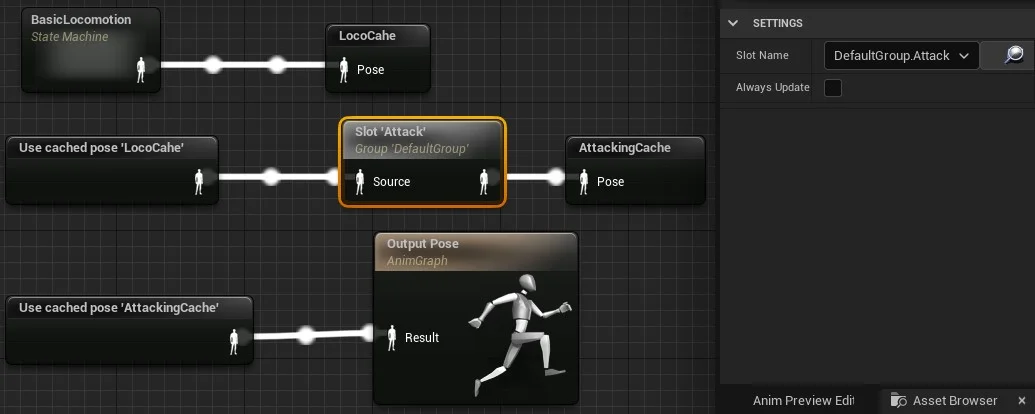 BasicLocomotion
State Machine
LocoCahe
Pose
Use cached pose 'LocoCahe'
Slot 'Attack'
Group 'DefaultGroup'
Source
AttackingCache
Pose
Output Pose
AnimGraph
Use cached pose 'AttackingCache'
Result
SETTINGS
Slot Name
DefaultGroup.Attack
Always Update
Anim Preview Edit
Asset Browser